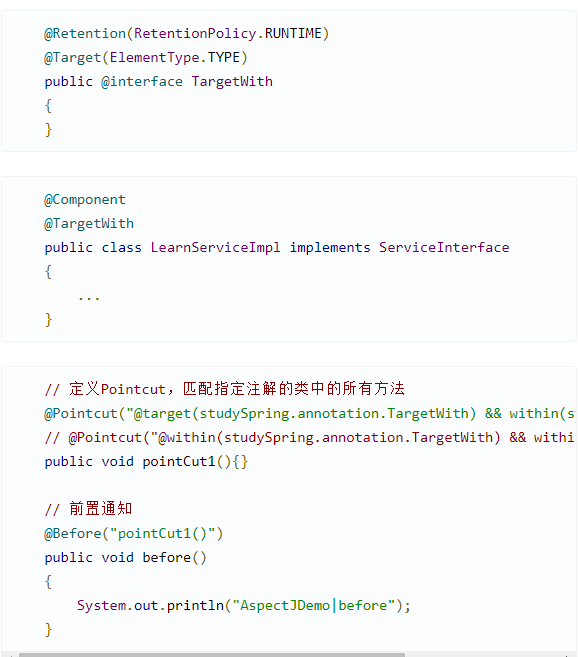 @Retention(RetentionPolicy.RUNTIME)
@Target(ElementType.TYPE)
public @interface TargetWith
{
}
@Component
@TargetWith
public class LearnServiceImpl implements ServiceInterface
{
...
}
// 定义Pointcut，匹配指定注解的类中的所有方法
@Pointcut("@target(studySpring.annotation.TargetWith) && within(s
// @Pointcut("@within(studySpring.annotation.TargetWith) && withi
public void pointCut1(){}
// 前置通知
@Before("pointCut1()")
public void before()
{
System.out.println("AspectJDemo|before");
}